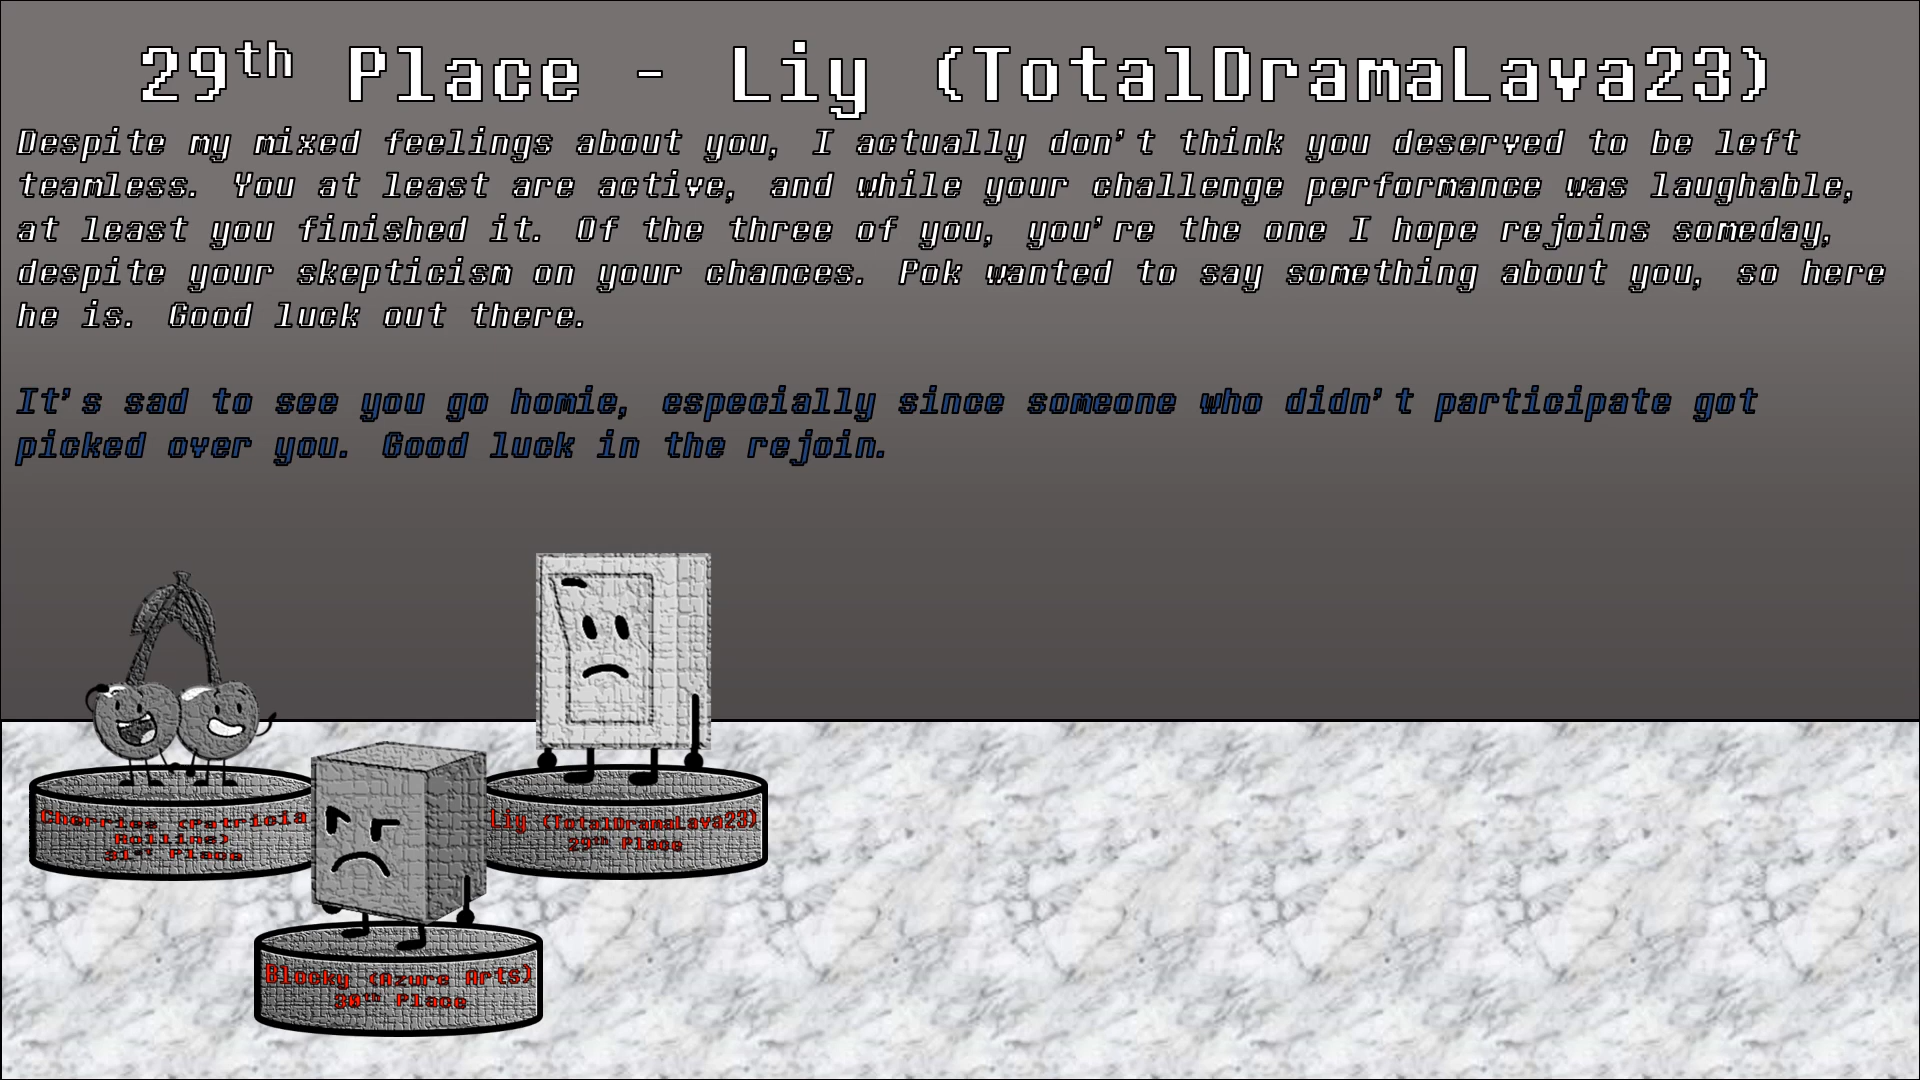 29th Place - Liy (TotalDramaLava23)
Despite my mixed feelings about you, I actually don't think you deserved to be left
teamless. You at least are active, and while your challenge performance was laughable,
at least you finished it. Of the three of you, you're the one I hope rejoins someday,
despite your skepticism on your chances. Pok wanted to say something about you, so here
he is. Good luck out there.
It's sad to see you go homie, especially since someone who didn't participate got
picked over you. Good luck in the rejoin.
Cherries (Patricia
Rolline)
31st Place
Liy (TotalDramaLava23)
29th Place
Blocky (Azure Arts)
30th Place